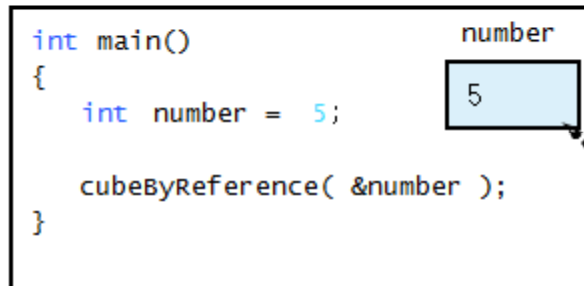 int main()
number
{
5
int number = 5;
cubeByReference( &number );
}